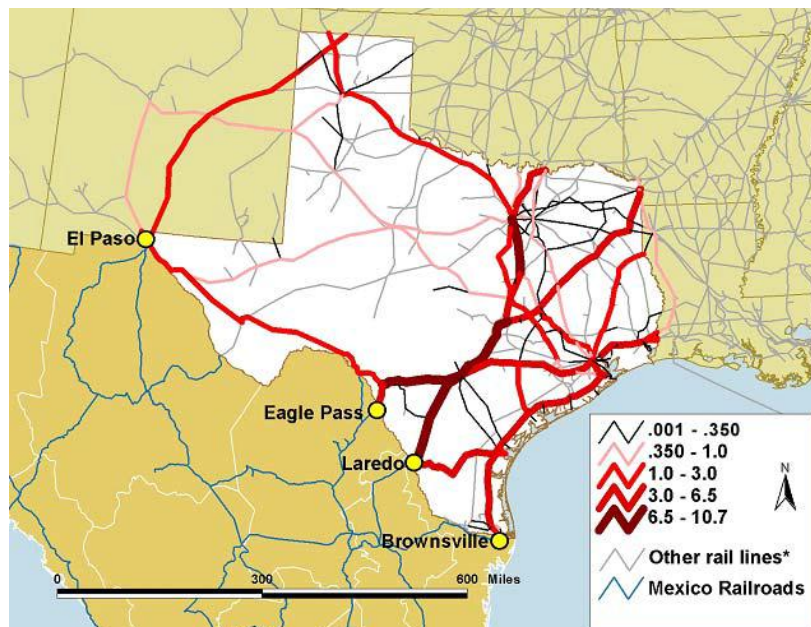 El Paso
Eagle Pass
Laredo
Brownsville
0 300 600 Miles
.001 - .350
.350 - 1.0
1.0 - 3.0
3.0 - 6.5
6.5 - 10.7
N
Other rail lines*
Mexico Railroads